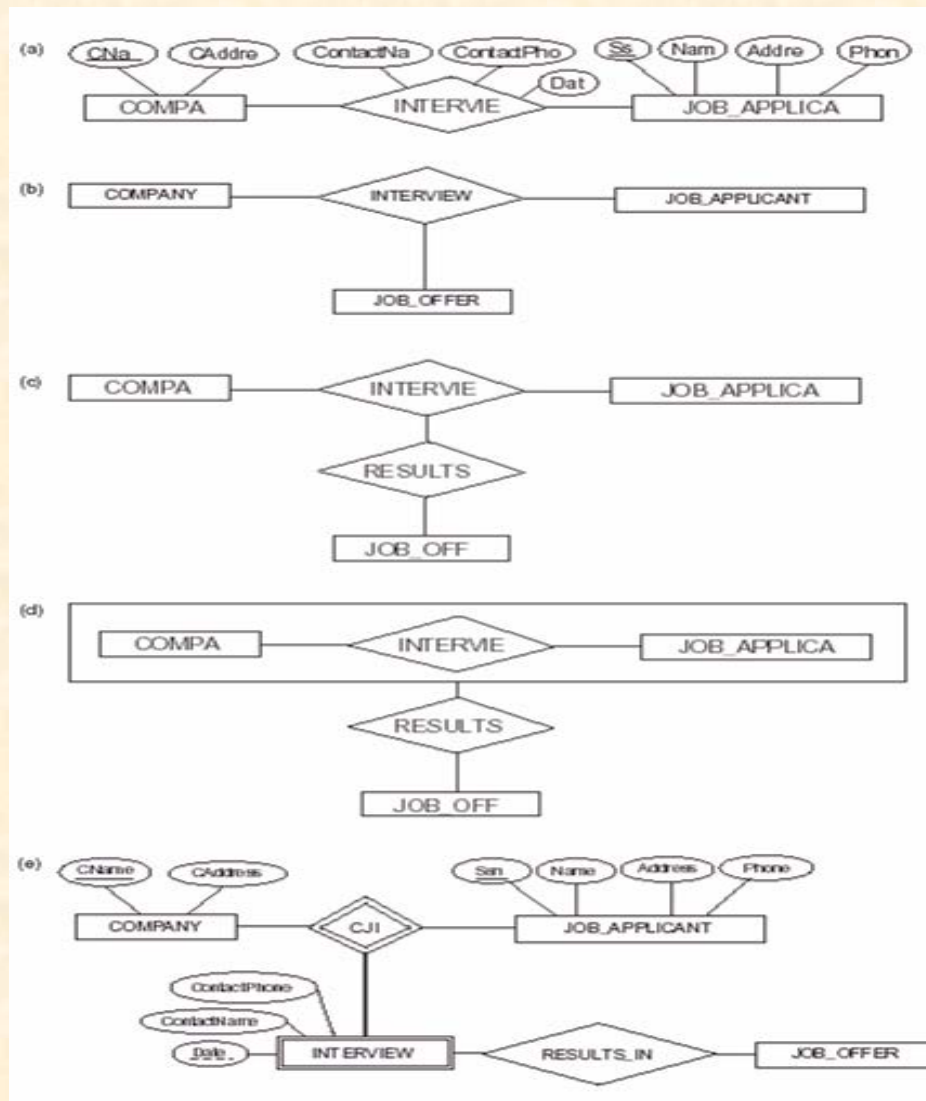 (a) CNa CAddre ContactNa ContactPho Ss Nam Addre Phon
Dat
COMPA INTERVIE JOB_APPLICA
(b) COMPANY INTERVIEW JOB_APPLICANT
JOB_OFFER
(c) COMPA INTERVIE JOB_APPLICA
RESULTS
JOB_OFF
(d)
COMPA INTERVIE JOB_APPLICA
RESULTS
JOB_OFF
(e) CName CAddress Ssn Name Address Phone
COMPANY CJI JOB_APPLICANT
ContactPhone
ContactName
Date INTERVIEW RESULTS_IN JOB_OFFER